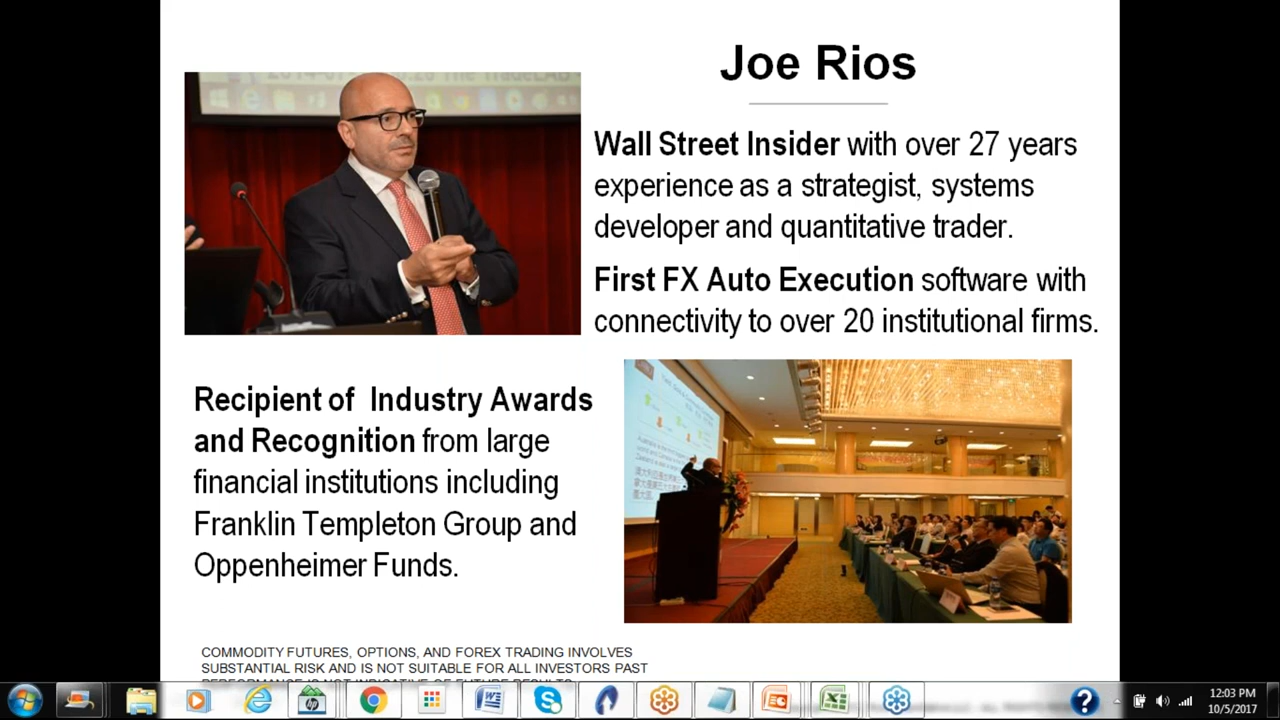 Joe Rios
Wall Street Insider with over 27 years
experience as a strategist, systems
developer and quantitative trader.
First FX Auto Execution software with
connectivity to over 20 institutional firms.
Recipient of  Industry Awards
and Recognition from large
financial institutions including
Franklin Templeton Group and
Oppenheimer Funds.
COMMODITY FUTURES, OPTIONS, AND FOREX TRADING INVOLVES
SUBSTANTIAL RISK AND IS NOT SUITABLE FOR ALL INVESTORS PAST
PERFORMANCE IS NOT INDICATIVE OF FUTURE RESULTS
12:03 PM
10/5/2017